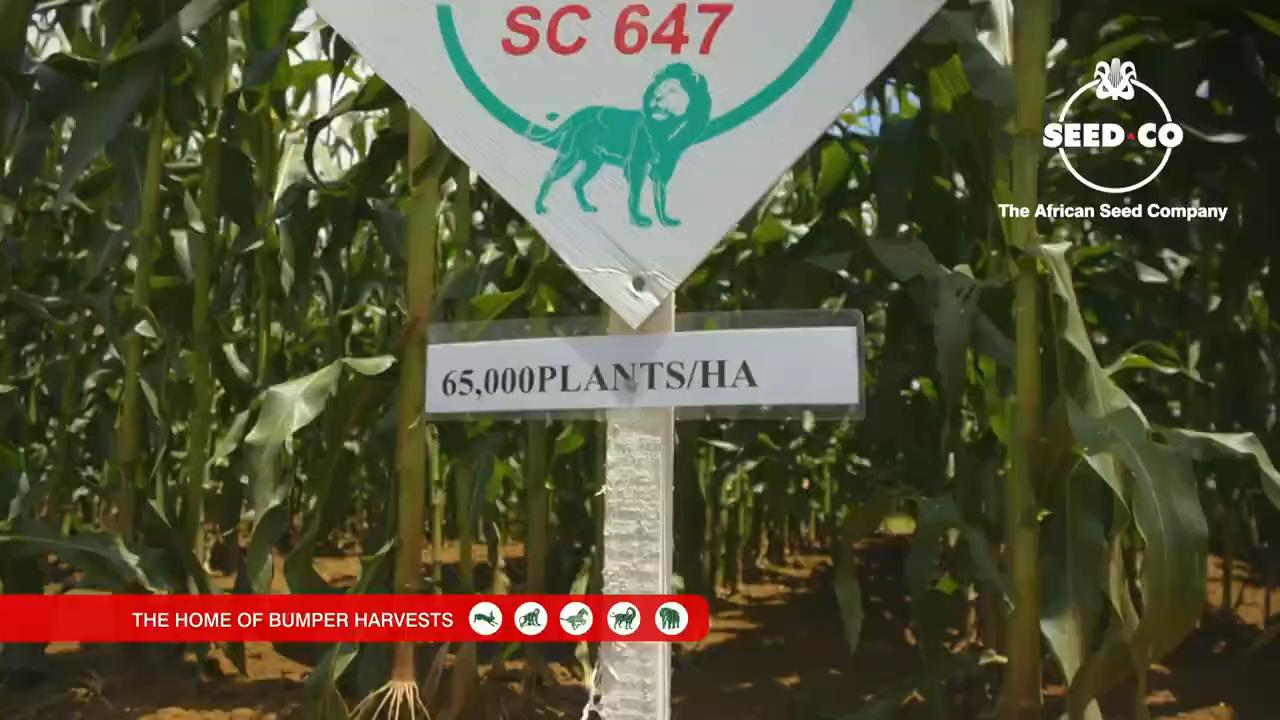 SC 647
SEED CO
The African Seed Company
65,000PLANTS/HA
THE HOME OF BUMPER HARVESTS